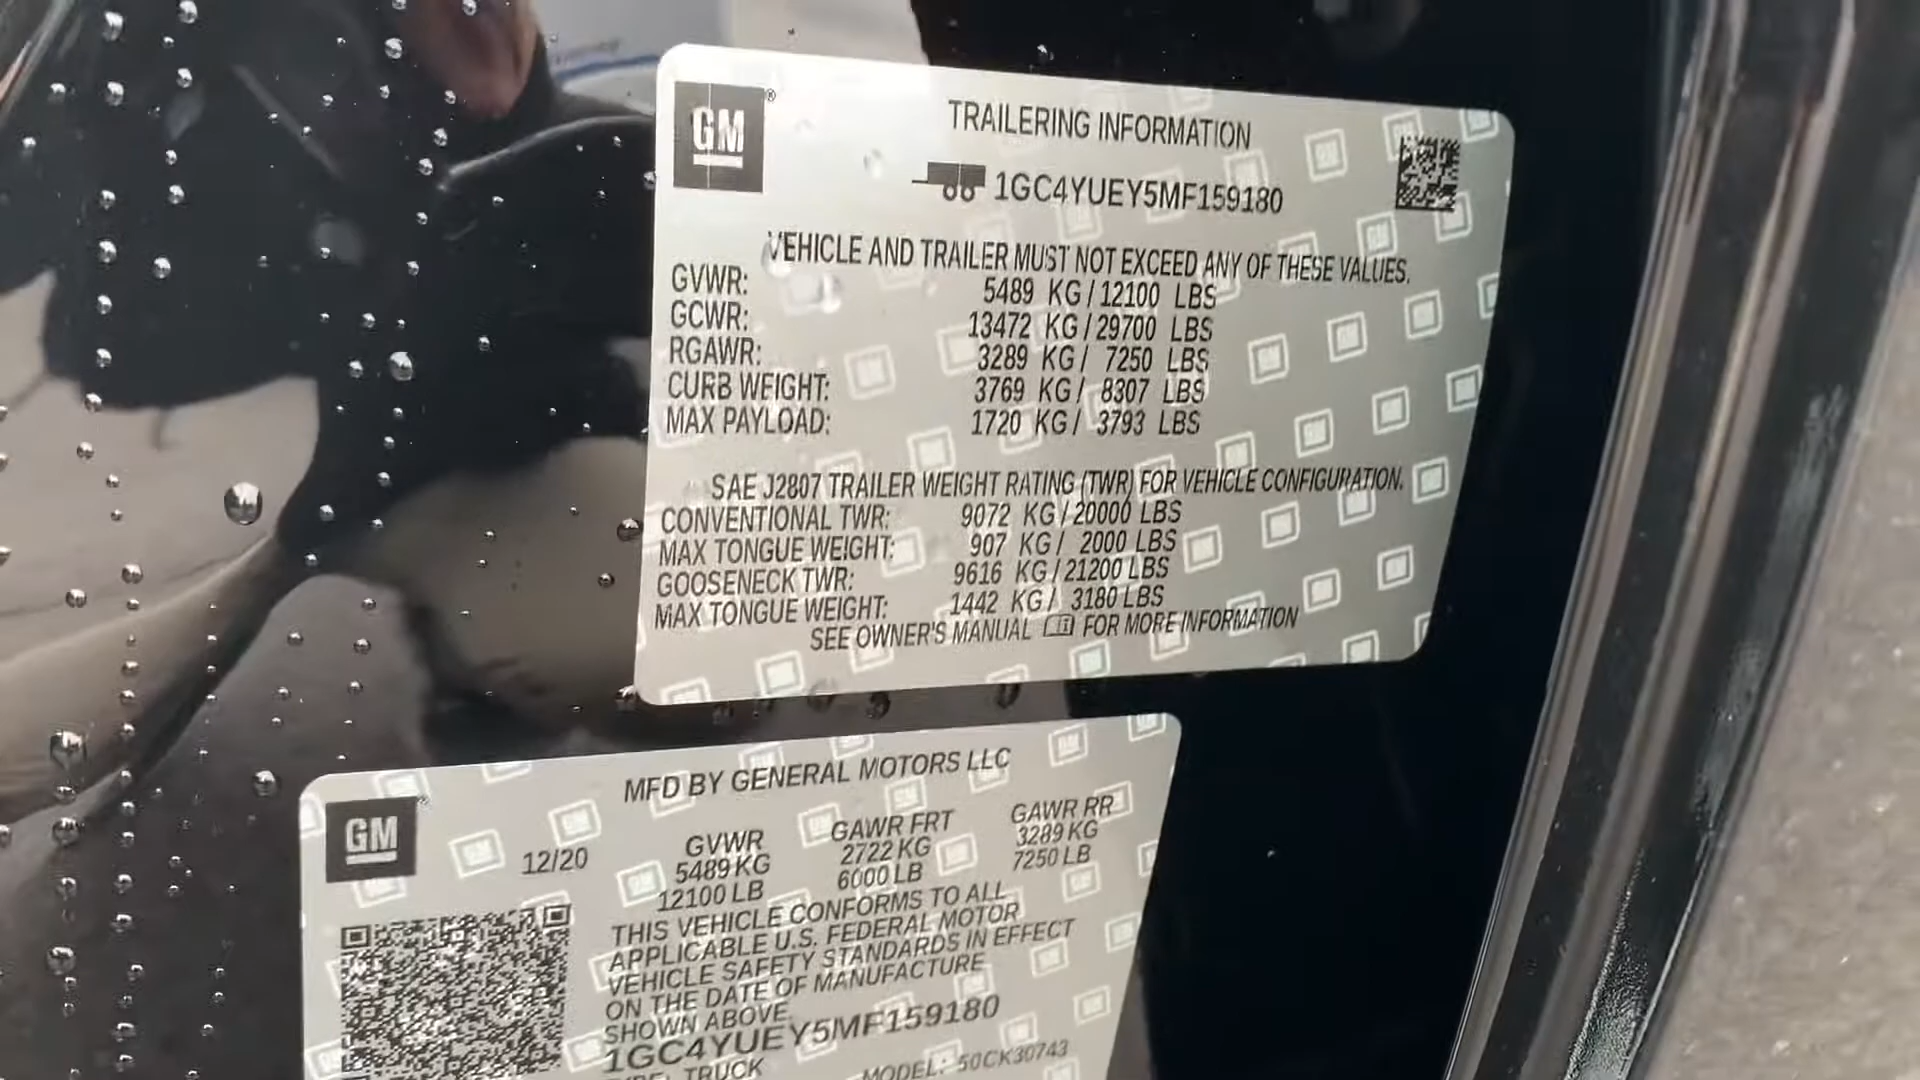 GM
TRAILERING INFORMATION
1GC4YUEY5MF159180
VEHICLE AND TRAILER MUST NOT EXCEED ANY OF THESE VALUES.
GVWR: 5489 KG / 12100 LBS
GCWR: 13472 KG / 29700 LBS
RGAWR: 3289 KG / 7250 LBS
CURB WEIGHT: 3769 KG / 8307 LBS
MAX PAYLOAD: 1720 KG / 3793 LBS
SAE J2807 TRAILER WEIGHT RATING (TWR) FOR VEHICLE CONFIGURATION.
CONVENTIONAL TWR: 9072 KG / 20000 LBS
MAX TONGUE WEIGHT: 907 KG / 2000 LBS
GOOSENECK TWR: 9616 KG / 21200 LBS
MAX TONGUE WEIGHT: 1442 KG / 3180 LBS
SEE OWNER'S MANUAL FOR MORE INFORMATION
GM
MFD BY GENERAL MOTORS LLC
12/20
GVWR GAWR FRT GAWR RR
5489 KG 2722 KG 3289 KG
12100 LB 6000 LB 7250 LB
THIS VEHICLE CONFORMS TO ALL
APPLICABLE U.S. FEDERAL MOTOR
VEHICLE SAFETY STANDARDS IN EFFECT
ON THE DATE OF MANUFACTURE
SHOWN ABOVE.
1GC4YUEY5MF159180
TRUCK MODEL: 50CK30743